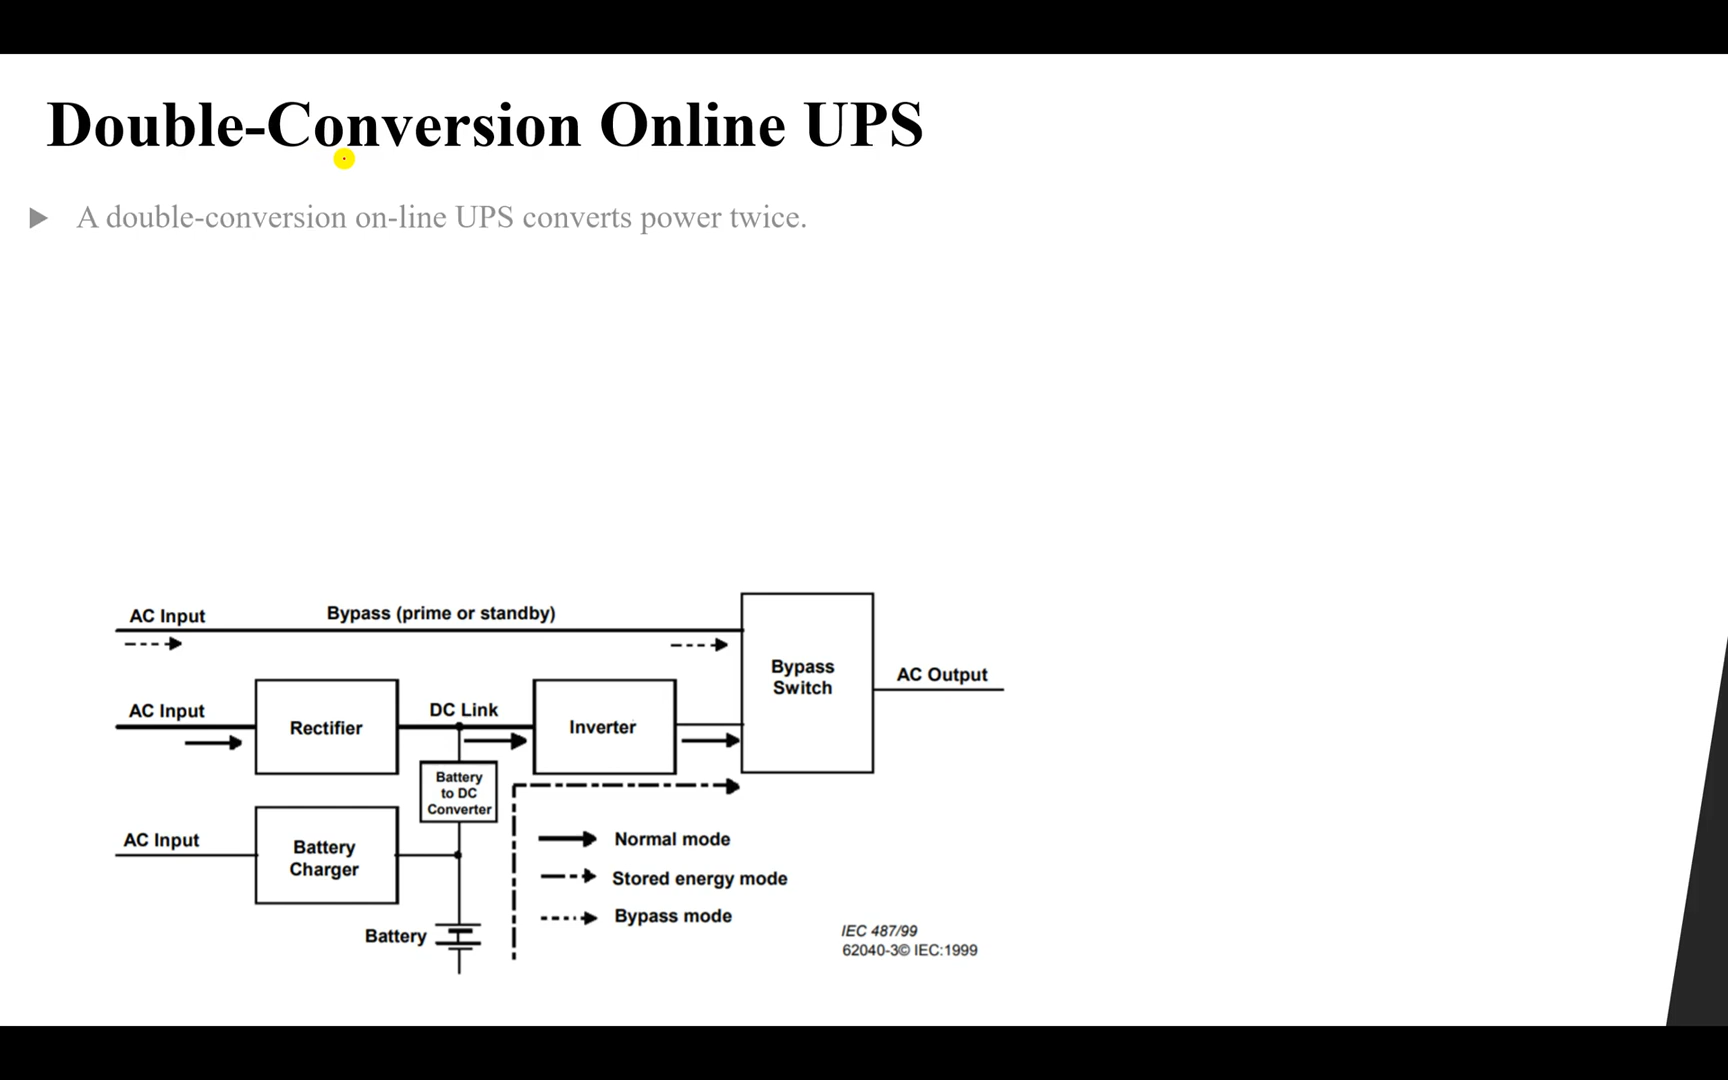 Double-Conversion Online UPS
A double-conversion on-line UPS converts power twice.
AC Input
Bypass (prime or standby)
Bypass
Switch
AC Output
AC Input
Rectifier
DC Link
Inverter
Battery
to DC
Converter
AC Input
Battery
Charger
Battery
Normal mode
Stored energy mode
Bypass mode
IEC 487/99
62040-3© IEC:1999